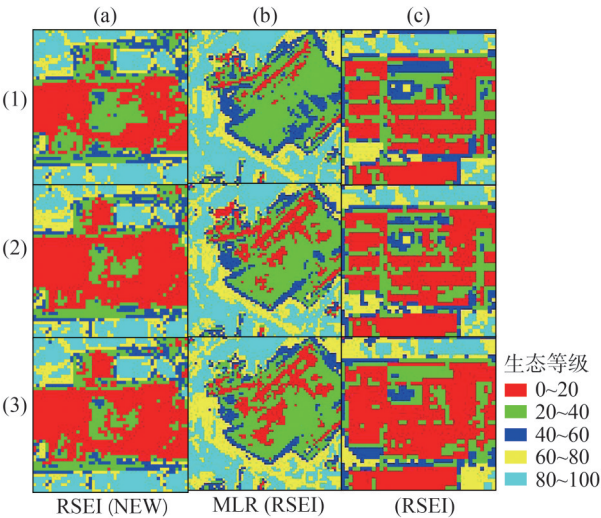 (a) (b) (c)
(1)
(2)
(3)
生态等级
0~20
20~40
40~60
60~80
80~100
RSEI (NEW) MLR (RSEI) (RSEI)